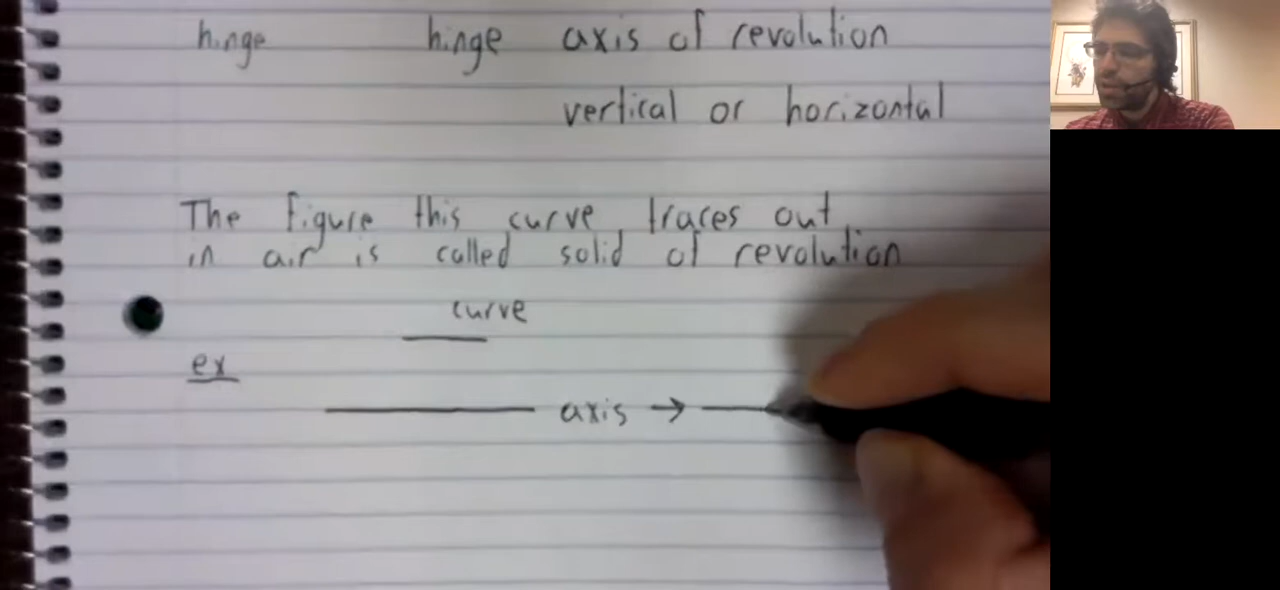 hinge hinge axis of revolution
vertical or horizontal
The figure this curve traces out
in air is called solid of revolution
curve
ex
axis →